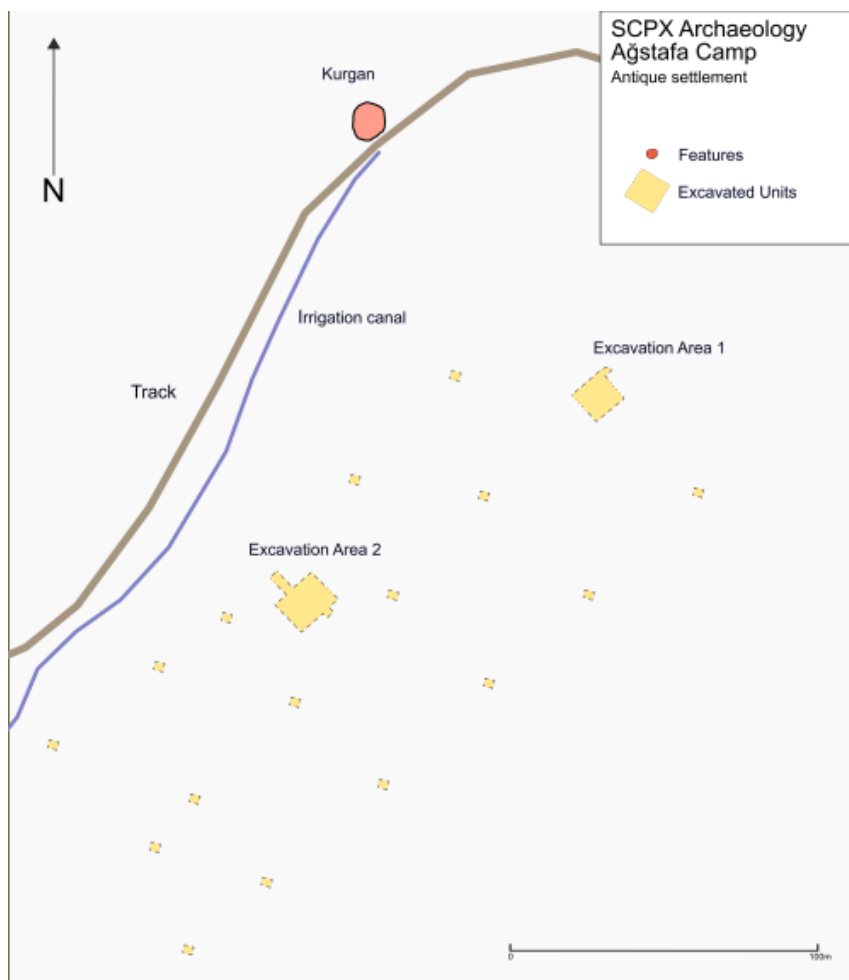 SCPX Archaeology
Ağstafa Camp
Antique settlement
Features
Excavated Units
Kurgan
N
Irrigation canal
Excavation Area 1
Track
Excavation Area 2
0
100m